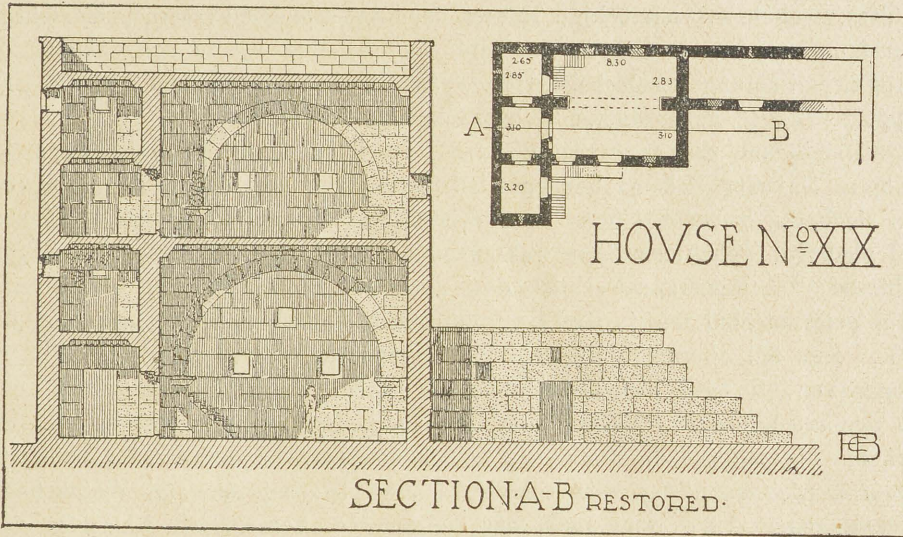 2.65
8.30
2.85
2.83
A
3.10
3.10
B
3.20
HOVSE No XIX
HCB
SECTION·A-B RESTORED·